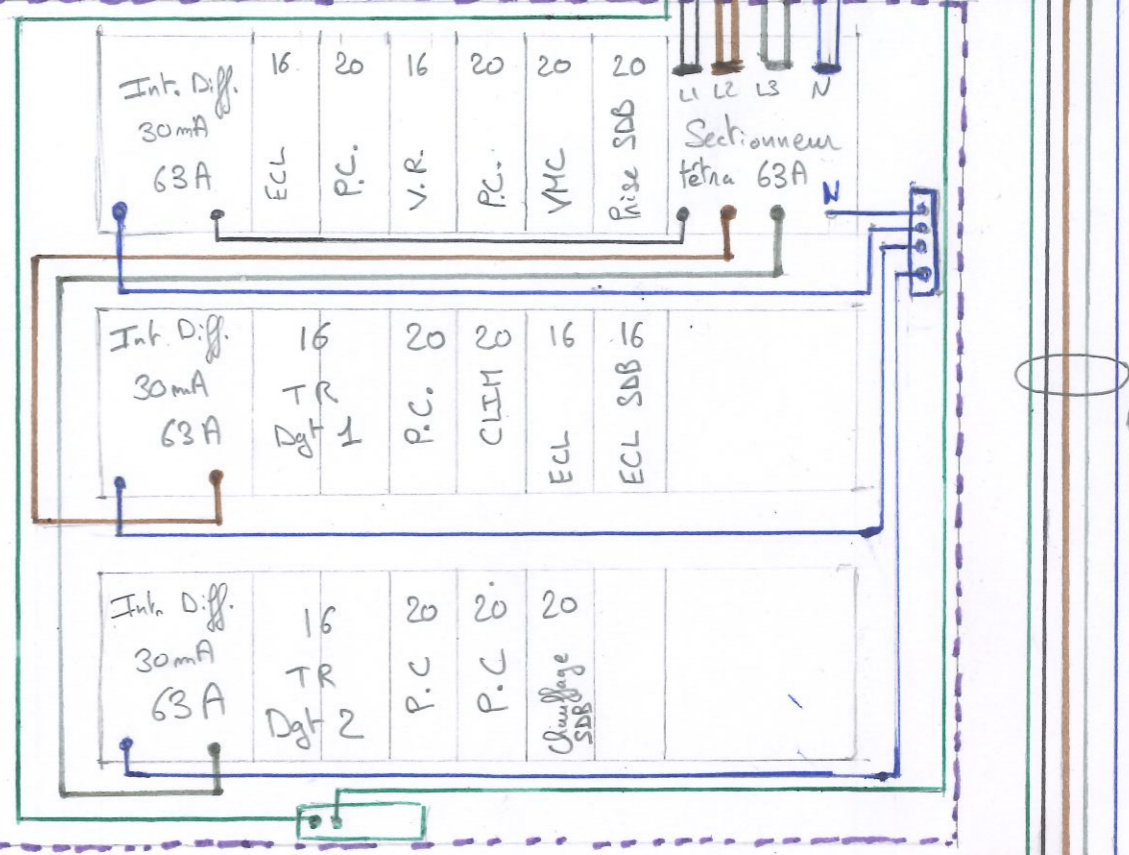 Int. Diff.
30mA
63A
16
ECL
20
P.C.
16
V.R.
20
P.C.
20
VMC
20
Prise SDB
L1 L2 L3 N
Sectionneur
tétra 63A
N
Int. Diff.
30mA
63A
16
TR
Dgt 1
20
P.C.
20
CLIM
16
ECL
16
ECL SDB
Int. Diff.
30mA
63A
16
TR
Dgt 2
20
P.C
20
P.C
20
Chauffage
SDB